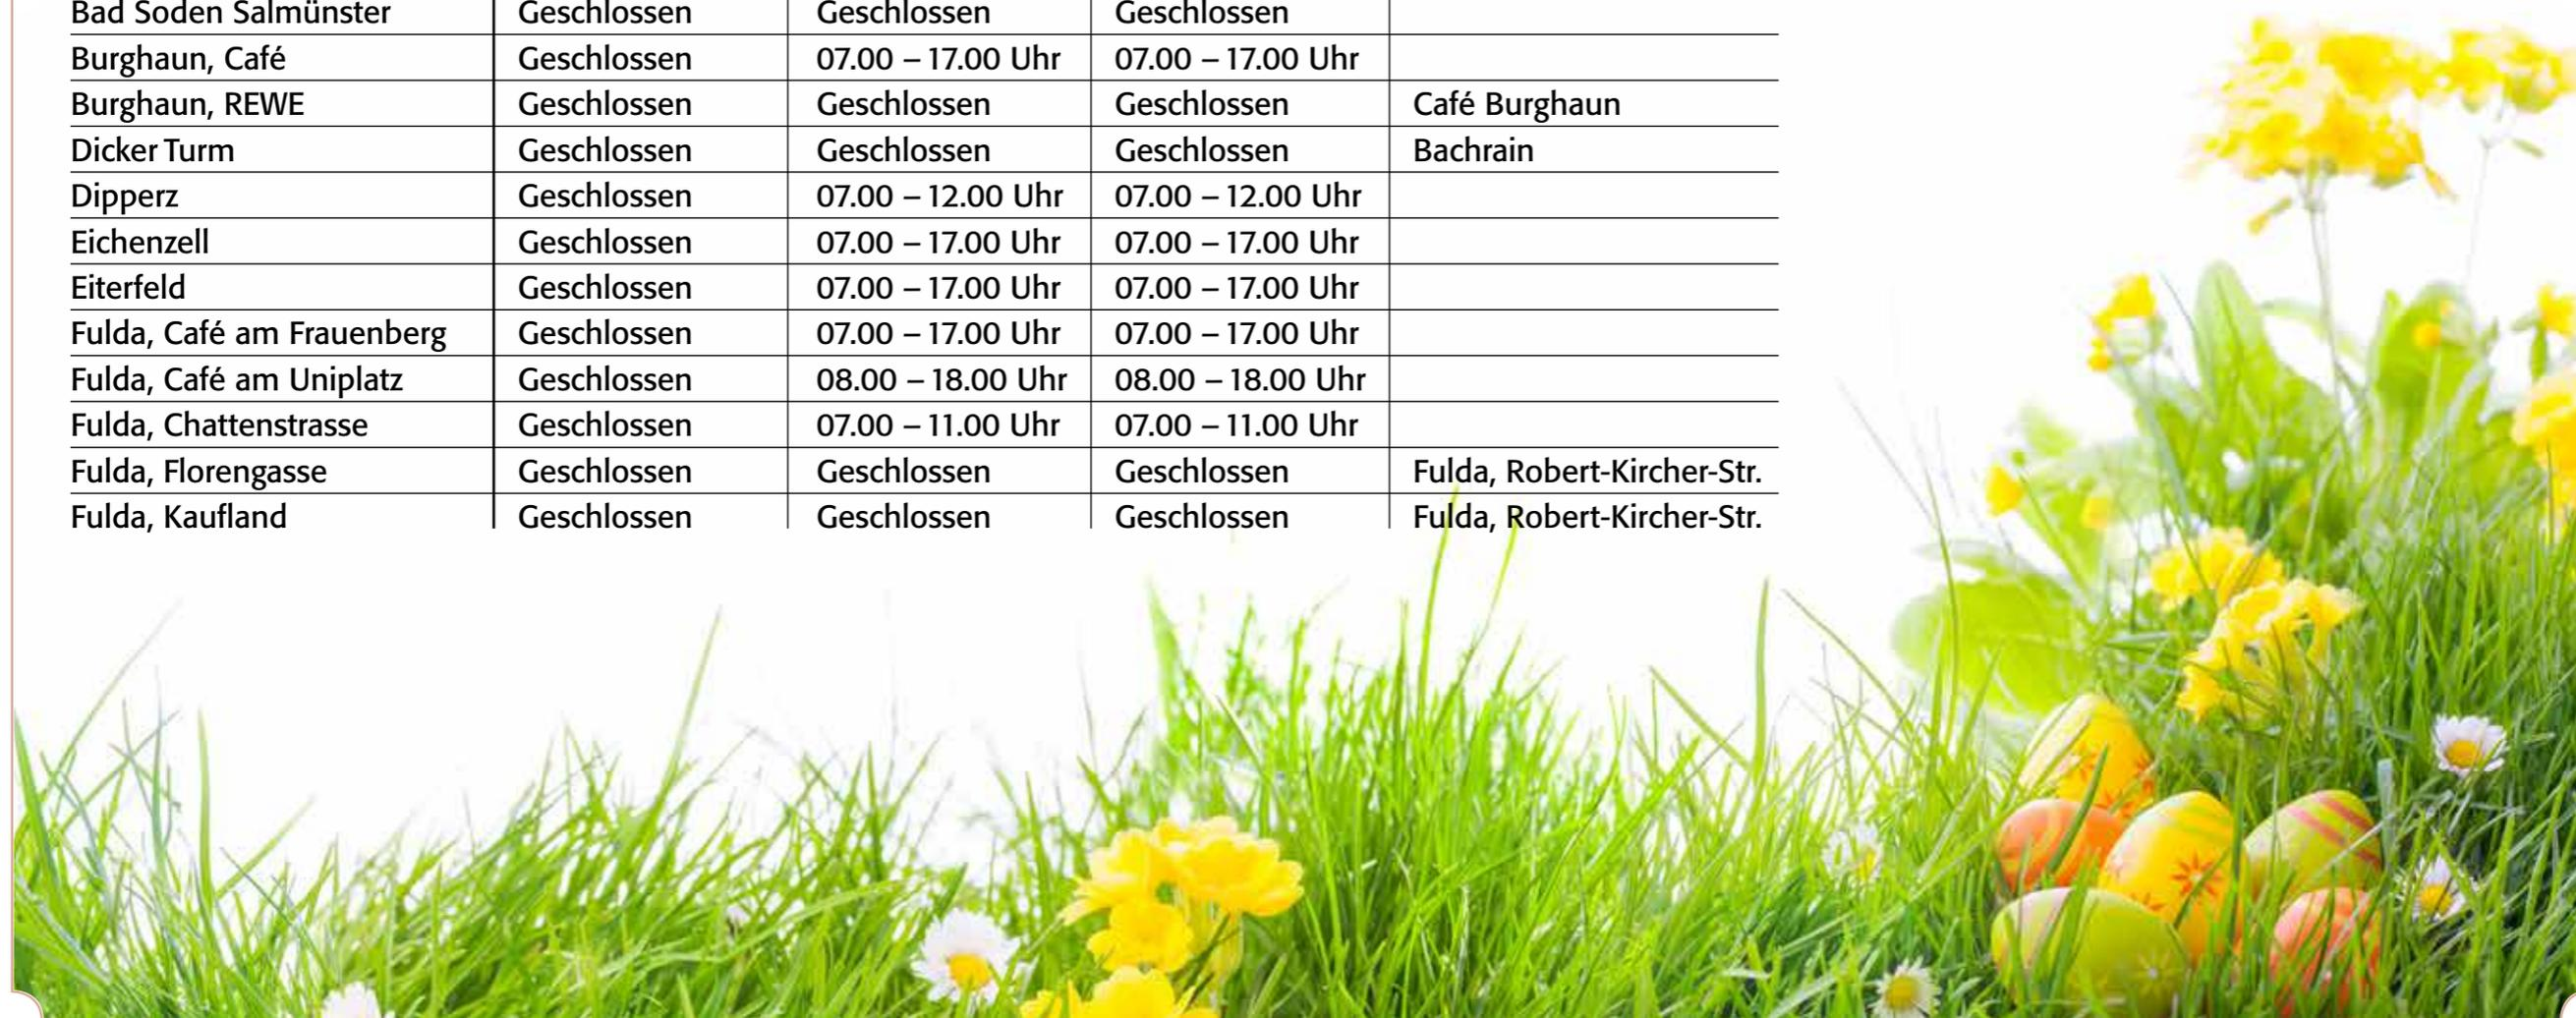 Bad Soden Salmünster Geschlossen Geschlossen Geschlossen
Burghaun, Café Geschlossen 07.00 – 17.00 Uhr 07.00 – 17.00 Uhr
Burghaun, REWE Geschlossen Geschlossen Geschlossen Café Burghaun
Dicker Turm Geschlossen Geschlossen Geschlossen Bachrain
Dipperz Geschlossen 07.00 – 12.00 Uhr 07.00 – 12.00 Uhr
Eichenzell Geschlossen 07.00 – 17.00 Uhr 07.00 – 17.00 Uhr
Eiterfeld Geschlossen 07.00 – 17.00 Uhr 07.00 – 17.00 Uhr
Fulda, Café am Frauenberg Geschlossen 07.00 – 17.00 Uhr 07.00 – 17.00 Uhr
Fulda, Café am Uniplatz Geschlossen 08.00 – 18.00 Uhr 08.00 – 18.00 Uhr
Fulda, Chattenstrasse Geschlossen 07.00 – 11.00 Uhr 07.00 – 11.00 Uhr
Fulda, Florengasse Geschlossen Geschlossen Geschlossen Fulda, Robert-Kircher-Str.
Fulda, Kaufland Geschlossen Geschlossen Geschlossen Fulda, Robert-Kircher-Str.